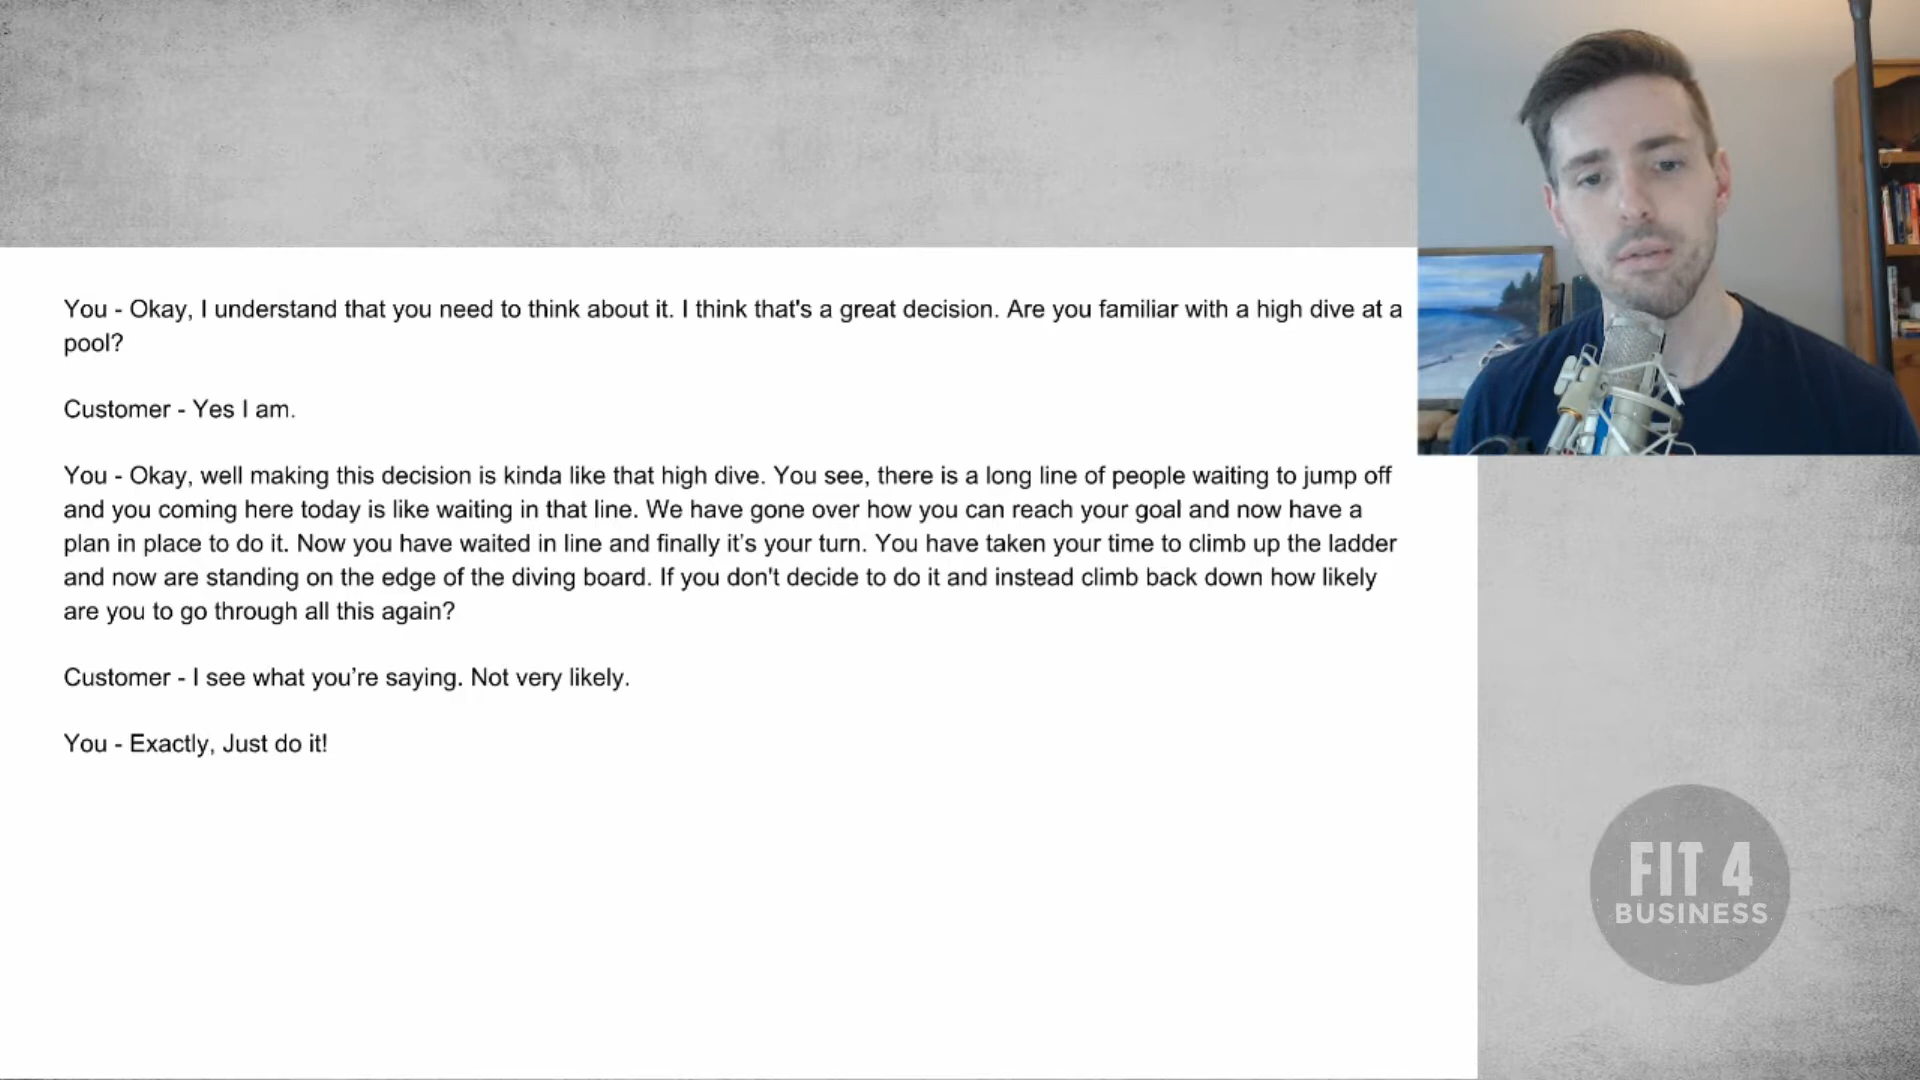 You - Okay, I understand that you need to think about it. I think that's a great decision. Are you familiar with a high dive at a
pool?
Customer - Yes I am.
You - Okay, well making this decision is kinda like that high dive. You see, there is a long line of people waiting to jump off
and you coming here today is like waiting in that line. We have gone over how you can reach your goal and now have a
plan in place to do it. Now you have waited in line and finally it’s your turn. You have taken your time to climb up the ladder
and now are standing on the edge of the diving board. If you don't decide to do it and instead climb back down how likely
are you to go through all this again?
Customer - I see what you’re saying. Not very likely.
You - Exactly, Just do it!
FIT 4
BUSINESS